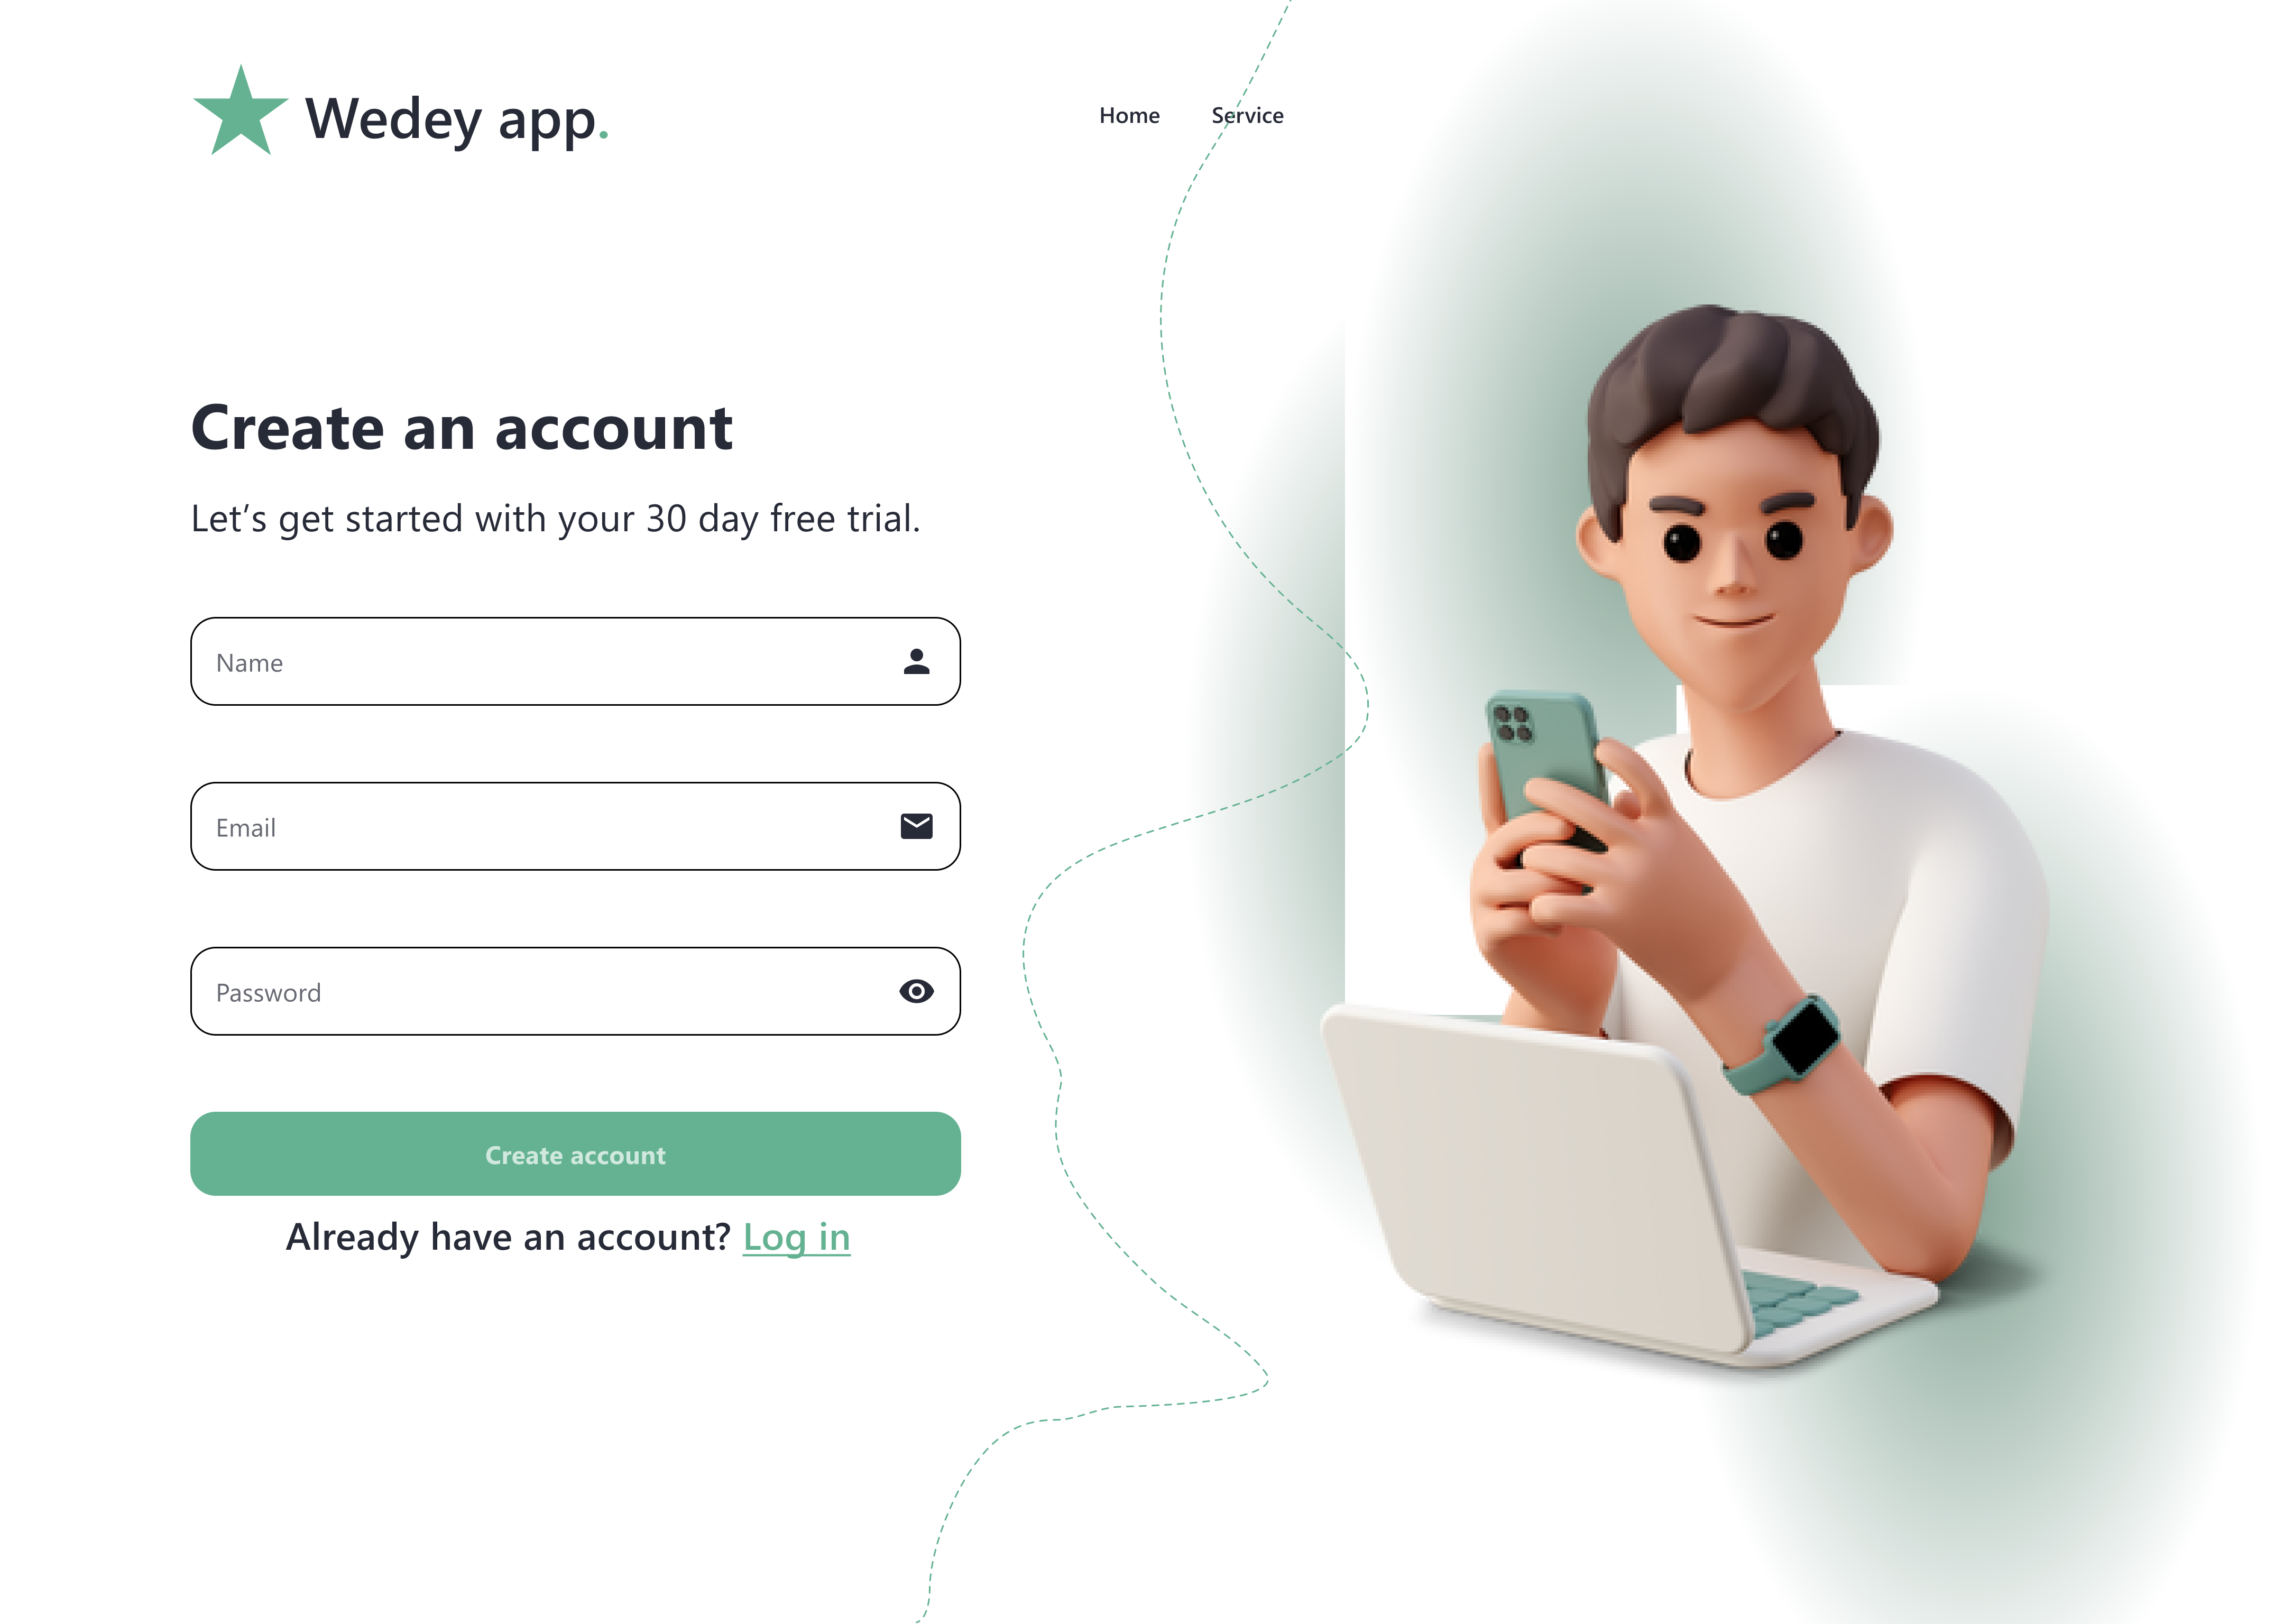 Wedey app.
Home Service
Create an account
Let’s get started with your 30 day free trial.
Name
Email
Password
Create account
Already have an account? Log in